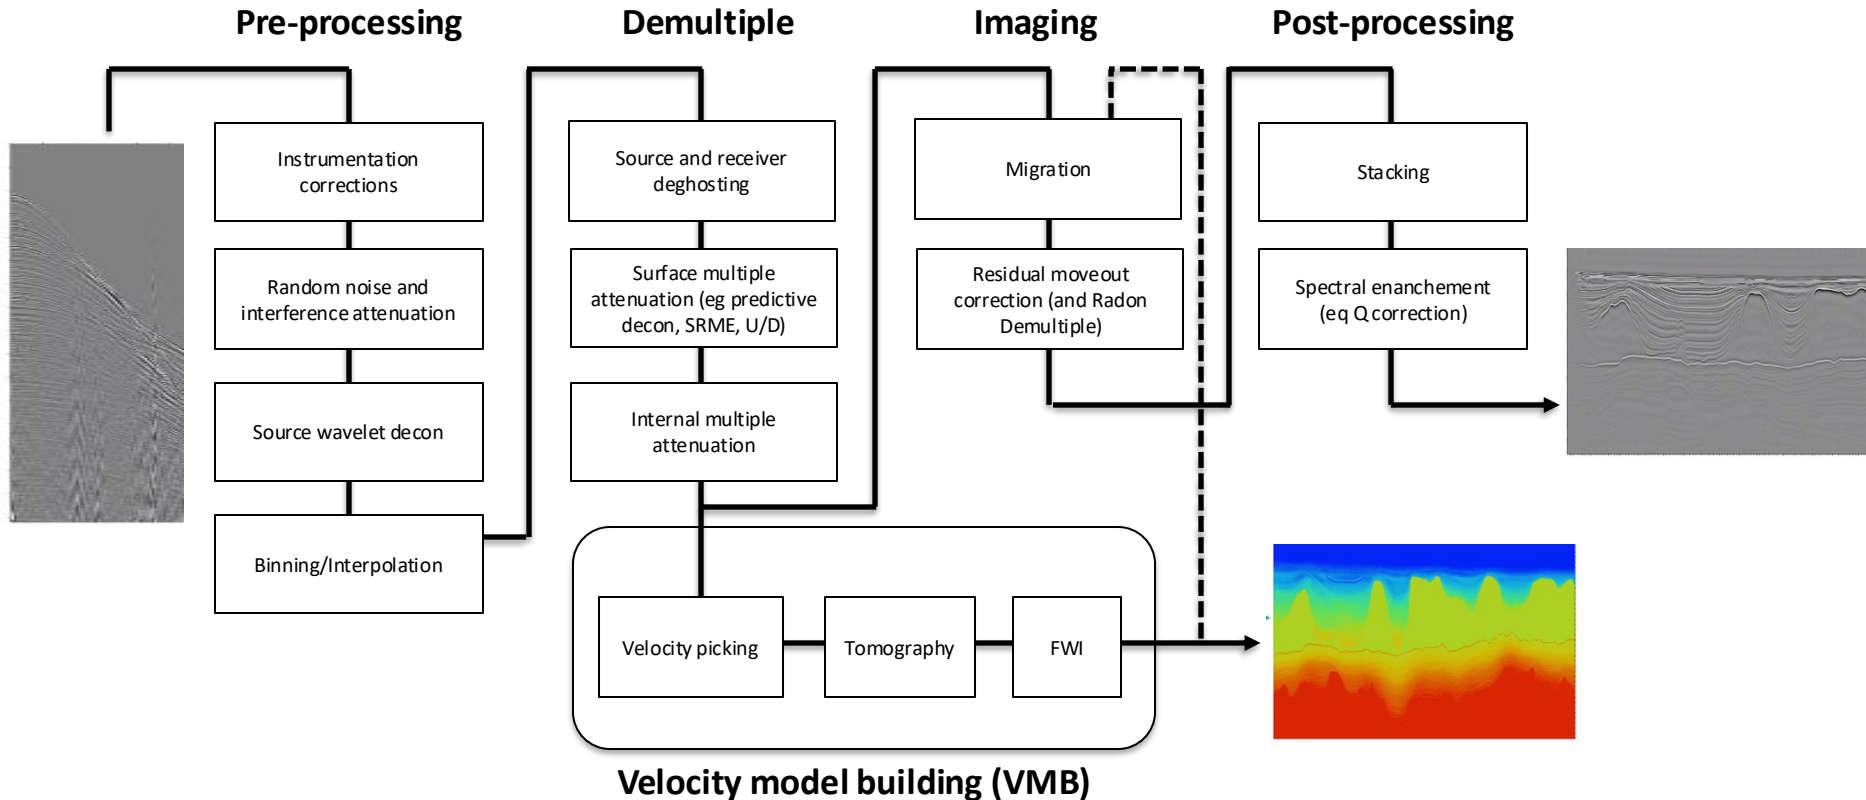 Pre-processing
Demultiple
Imaging
Post-processing
Instrumentation
corrections
Random noise and
interference attenuation
Source wavelet decon
Binning/Interpolation
Source and receiver
deghosting
Surface multiple
attenuation (eg predictive
decon, SRME, U/D)
Internal multiple
attenuation
Migration
Residual moveout
correction (and Radon
Demultiple)
Stacking
Spectral enanchement
(eq Q correction)
Velocity picking
Tomography
FWI
Velocity model building (VMB)